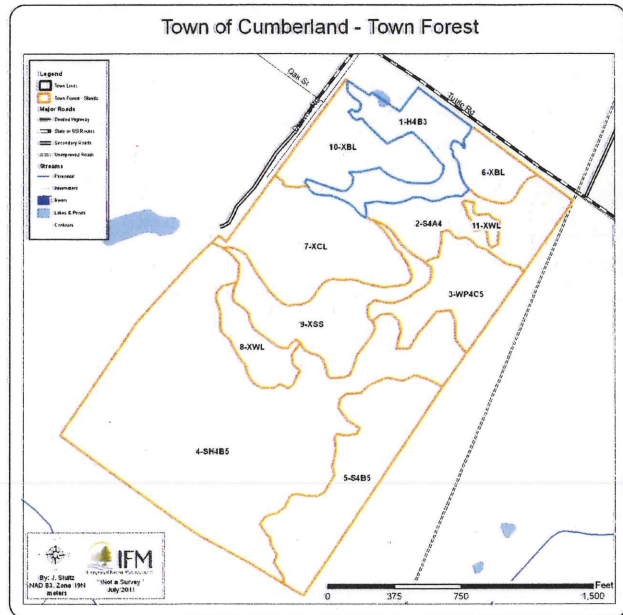 Town of Cumberland - Town Forest
Legend
Town Lines
Town Forest - Stands
Major Roads
Divided Highway
State or US Routes
Secondary Roads
Unimproved Roads
Streams
Perennial
Intermittent
Rivers
Lakes & Ponds
Contours
Oak St
Tuttle Rd
1-H4B3
10-XBL
6-XBL
2-S4A4
11-XWL
7-XCL
3-WP4C5
9-XSS
8-XWL
4-SH4B5
5-S4B5
By: J. Stultz
NAD 83, Zone 19N
meters
IFM
"Not a Survey"
July/2011
Feet
0 375 750 1,500